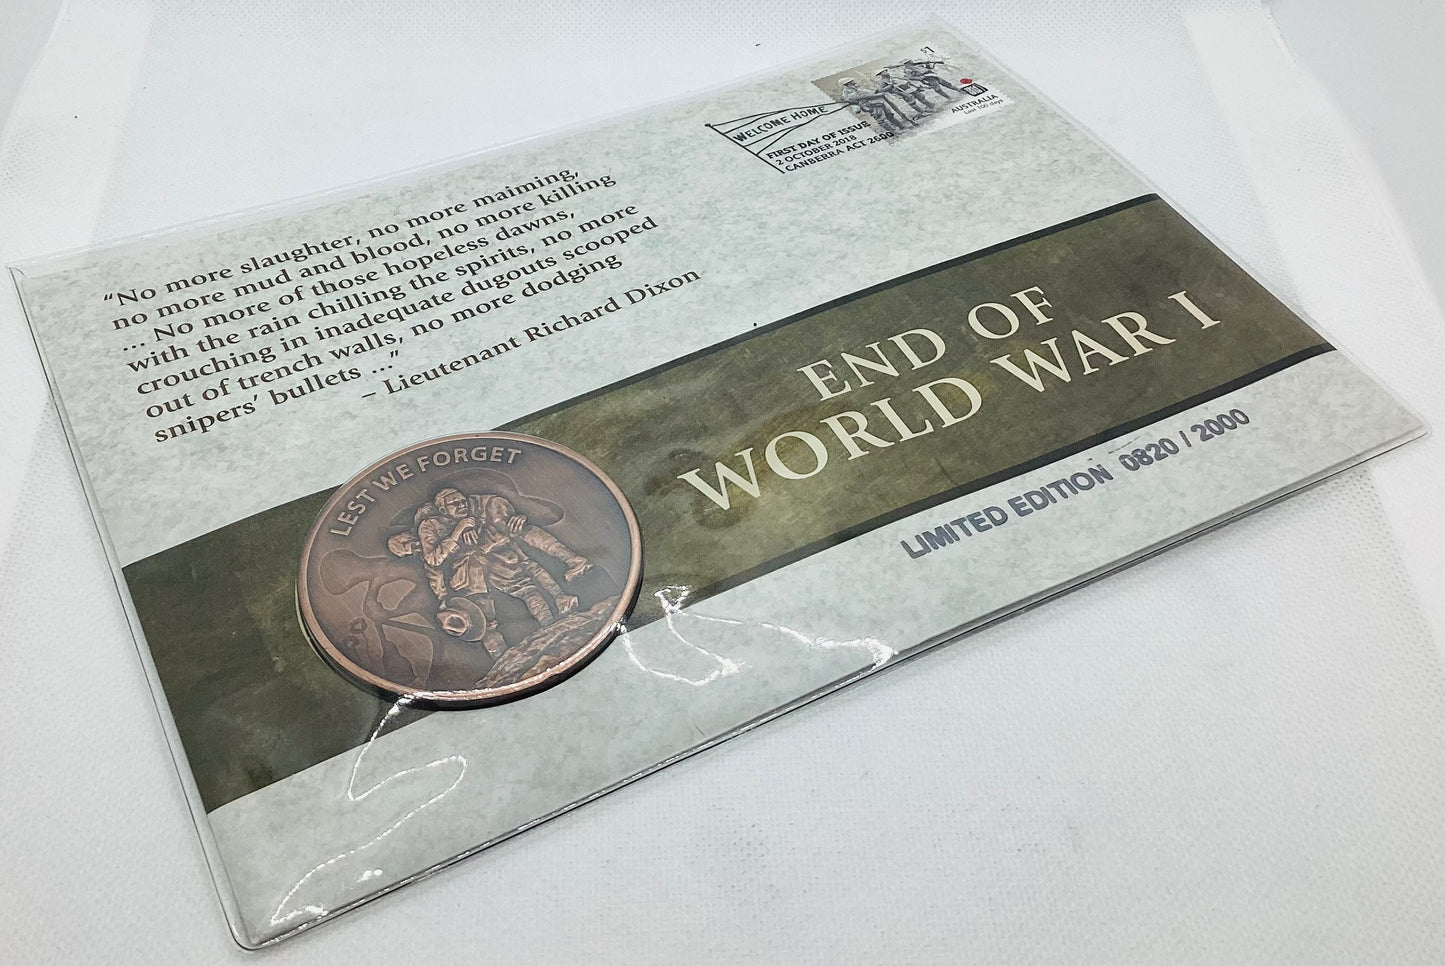 $1
AUSTRALIA
Last 100 days
WELCOME HOME
FIRST DAY OF ISSUE
2 OCTOBER 2018
CANBERRA ACT 2600
“No more slaughter, no more maiming,
no more mud and blood, no more killing
... No more of those hopeless dawns,
with the rain chilling the spirits, no more
crouching in inadequate dugouts scooped
out of trench walls, no more dodging
snipers’ bullets ...”
– Lieutenant Richard Dixon
END OF
WORLD WAR I
LEST WE FORGET
LIMITED EDITION 0820 / 2000